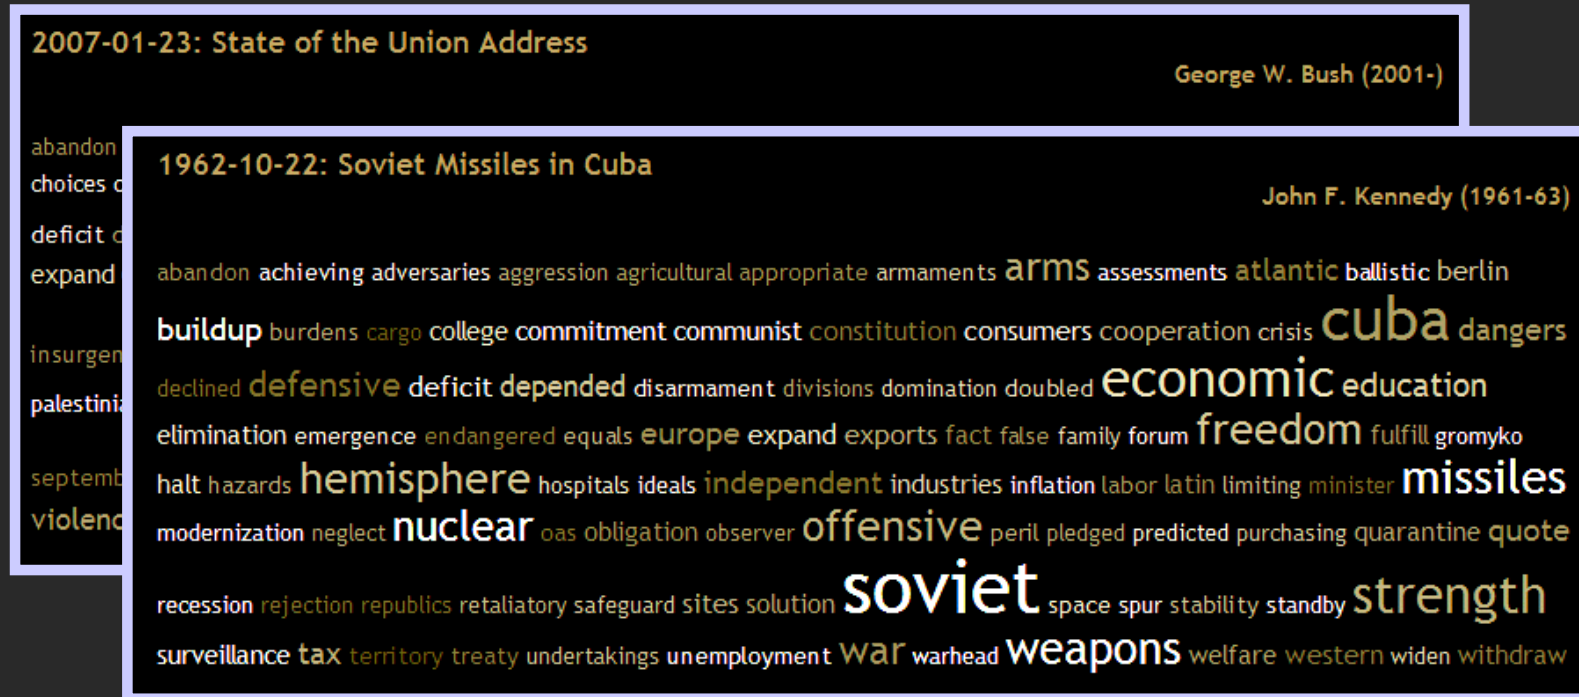 2007-01-23: State of the Union Address
George W. Bush (2001-)
abandon
choices
deficit
expand
palestinia
1962-10-22: Soviet Missiles in Cuba
John F. Kennedy (1961-63)
abandon achieving adversaries aggression agricultural appropriate armaments arms assessments atlantic ballistic berlin
buildup burdens cargo college commitment communist constitution consumers cooperation crisis cuba dangers
declined defensive deficit depended disarmament divisions domination doubled economic education
elimination emergence endangered equals europe expand exports fact false family forum freedom fulfill gromyko
halt hazards hemisphere hospitals ideals independent industries inflation labor latin limiting minister missiles
modernization neglect nuclear oas obligation observer offensive peril pledged predicted purchasing quarantine quote
recession rejection republics retaliatory safeguard sites solution soviet space spur stability standby strength
surveillance tax territory treaty undertakings unemployment war warhead weapons welfare western widen withdraw